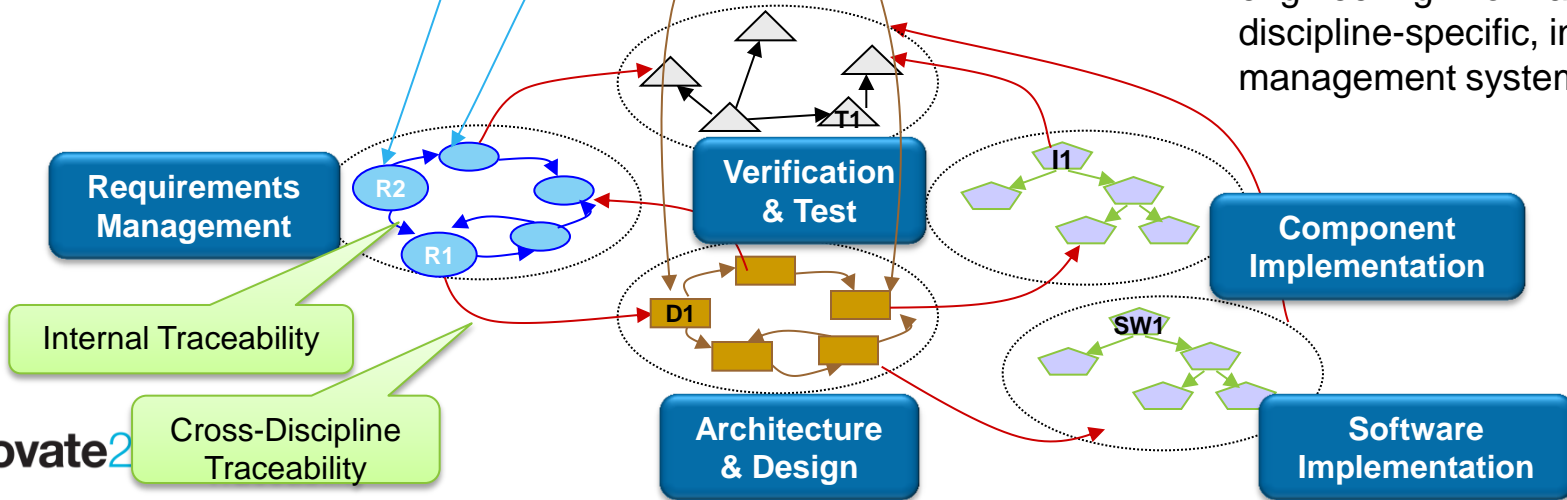 discipline-specific, in
management system
T1
I1
Requirements
Management
R2
R1
Verification
& Test
Component
Implementation
Internal Traceability
D1
SW1
Cross-Discipline
Traceability
Architecture
& Design
Software
Implementation
ovate2